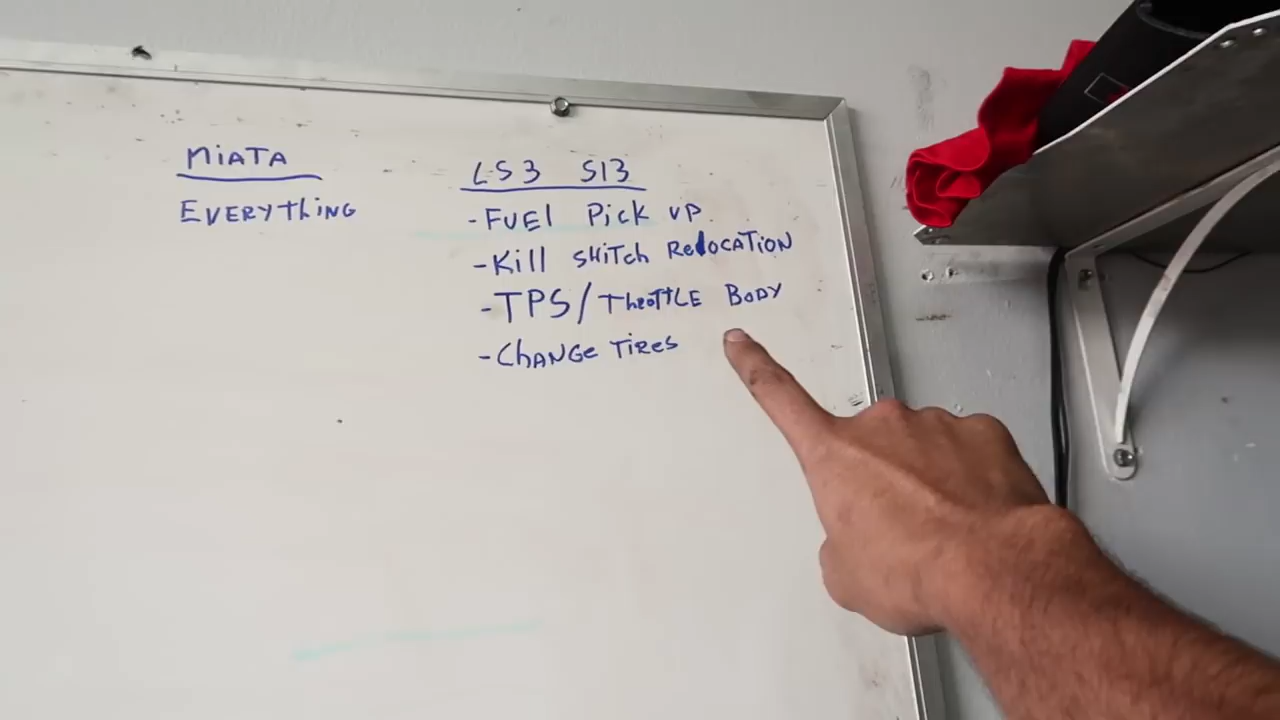 MiATA
EVERYthiNG
LS3 S13
- FUEl Pick UP
- Kill SWiTch RelOCATiON
- TPS/ThrOTTLE BODY
- ChANGe TiREs